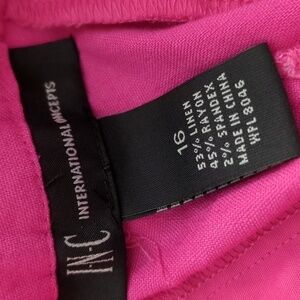 I·N·C
INTERNATIONAL CONCEPTS
16
53% LINEN
45% RAYON
2% SPANDEX
MADE IN CHINA
WPL 8046